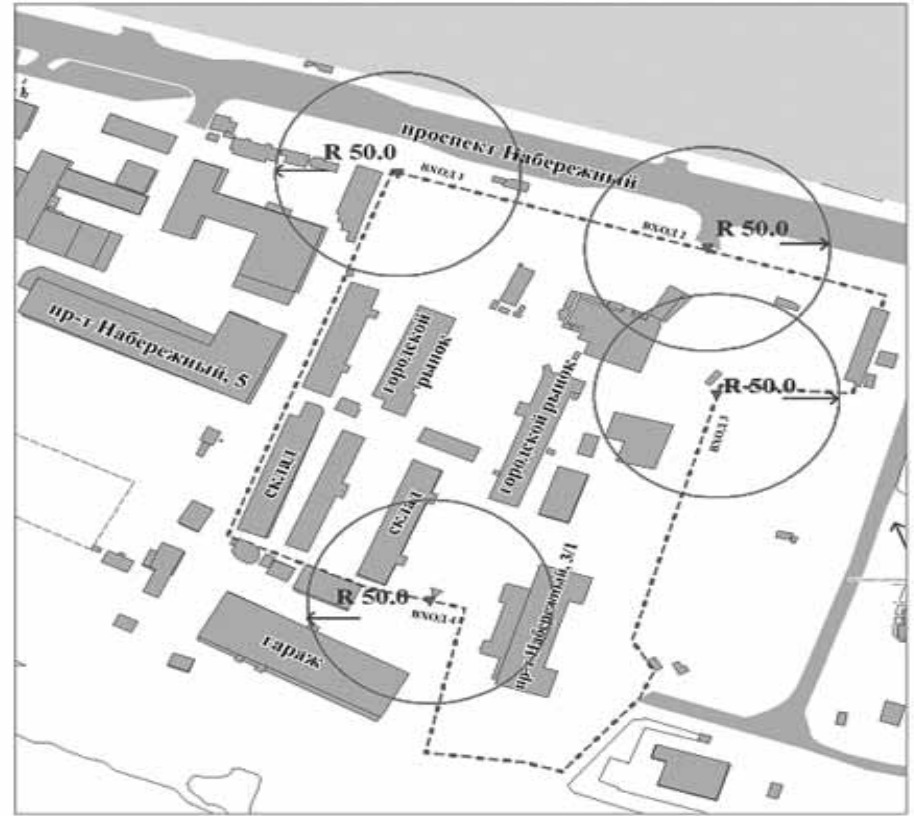 проспект Набережный
R 50.0
ВХОД 1
ВХОД 2
R 50.0
пр-т Набережный, 5
городской
рынок
городской рынок
R 50.0
ВХОД 3
склад
склад
R 50.0
ВХОД 4
пр-т Набережный, 3/1
гараж